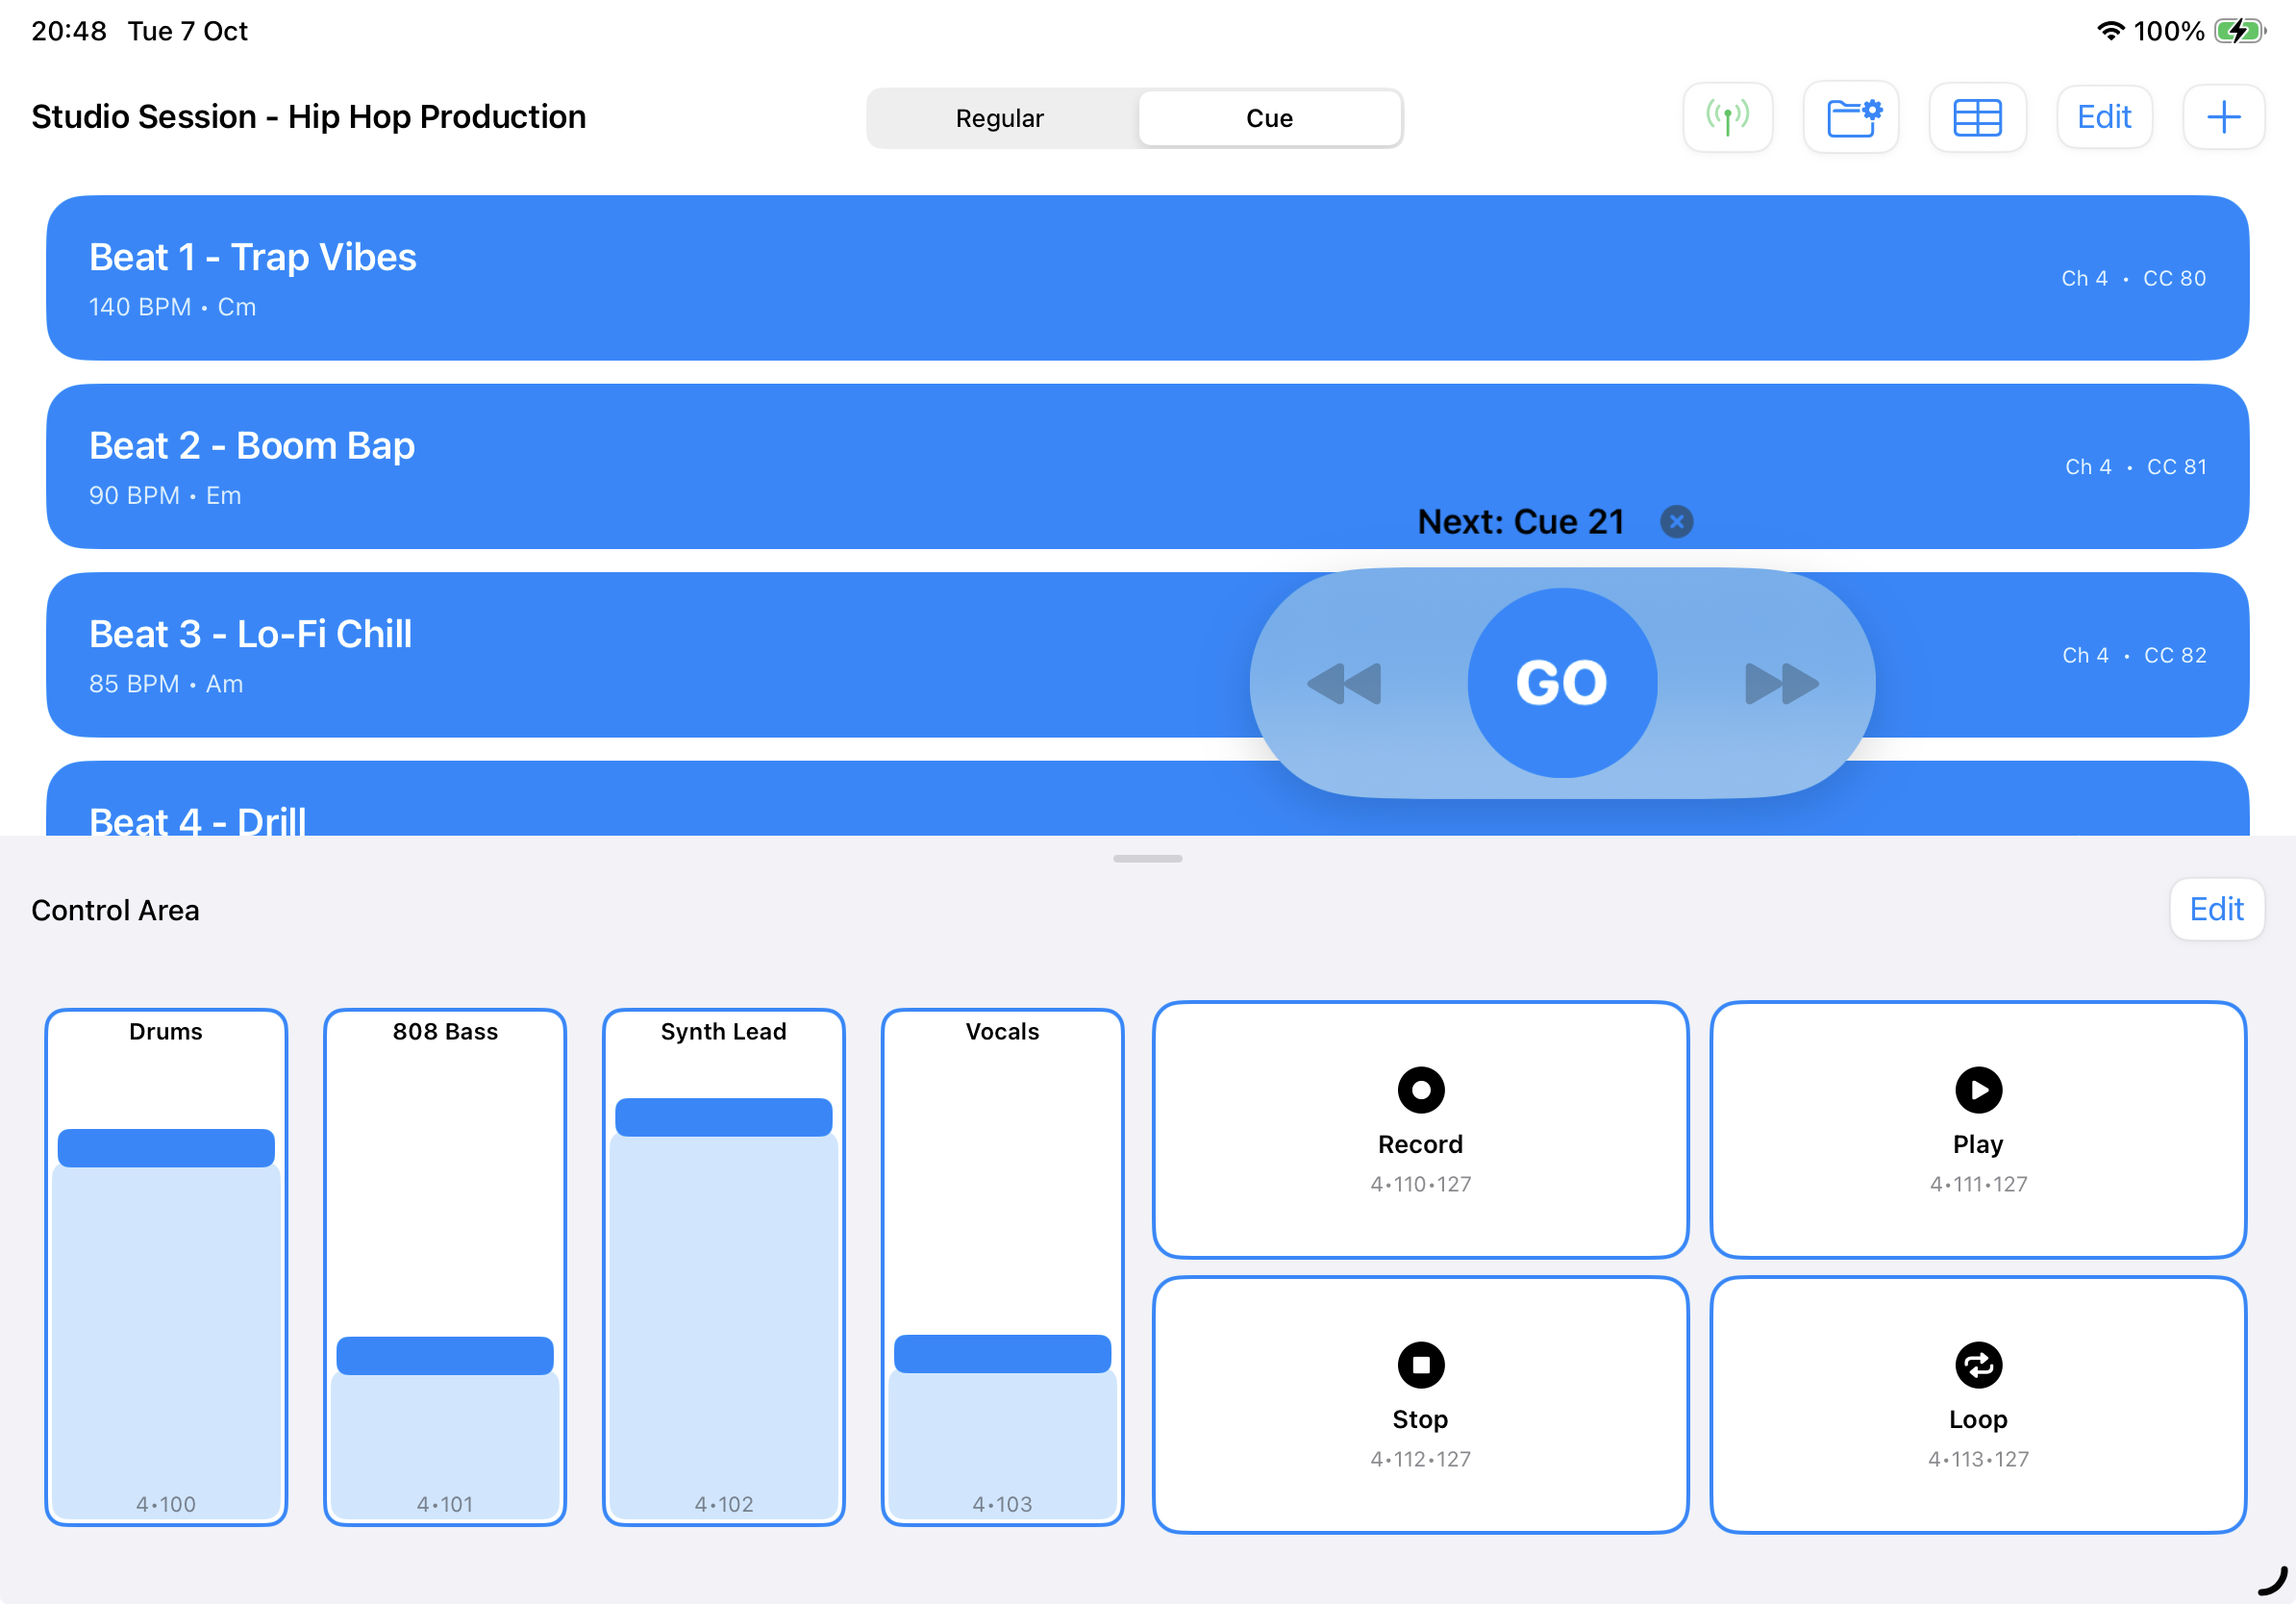 20:48 Tue 7 Oct
100%
Studio Session - Hip Hop Production
Regular
Cue
Edit
Beat 1 - Trap Vibes
140 BPM • Cm
Ch 4 • CC 80
Beat 2 - Boom Bap
90 BPM • Em
Ch 4 • CC 81
Next: Cue 21
Beat 3 - Lo-Fi Chill
85 BPM • Am
GO
Ch 4 • CC 82
Beat 4 - Drill
Control Area
Edit
Drums
4•100
808 Bass
4•101
Synth Lead
4•102
Vocals
4•103
Record
4•110•127
Play
4•111•127
Stop
4•112•127
Loop
4•113•127